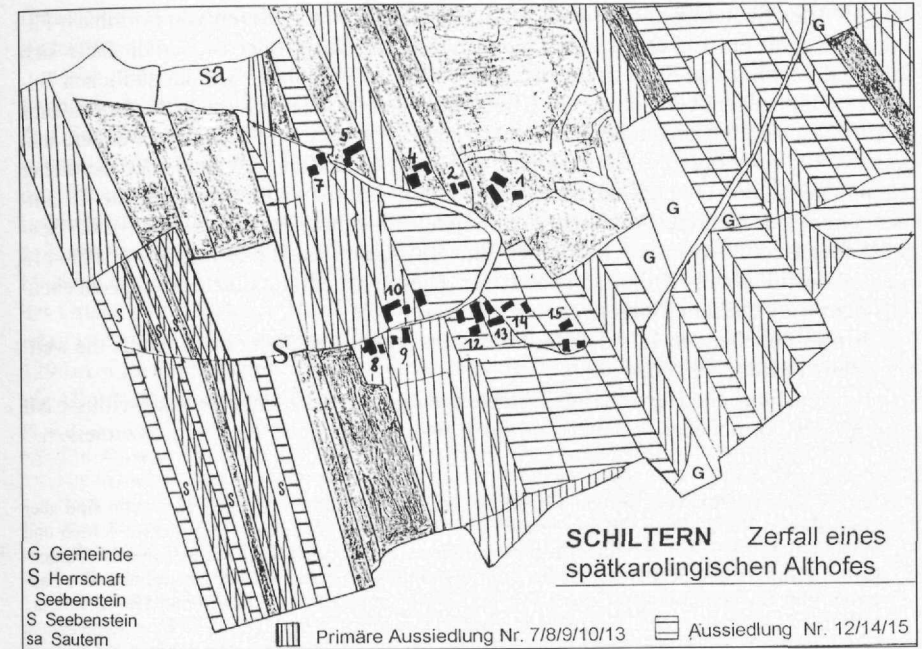 sa
G
5
4
7
2
1
G
G
G
10
S
S
S
14
15
13
12
S
9
8
S
S
S
S
S
G
SCHILTERN Zerfall eines
spätkarolingischen Althofes
G Gemeinde
S Herrschaft
Seebenstein
S Seebenstein
sa Sautern
Primäre Aussiedlung Nr. 7/8/9/10/13
Aussiedlung Nr. 12/14/15